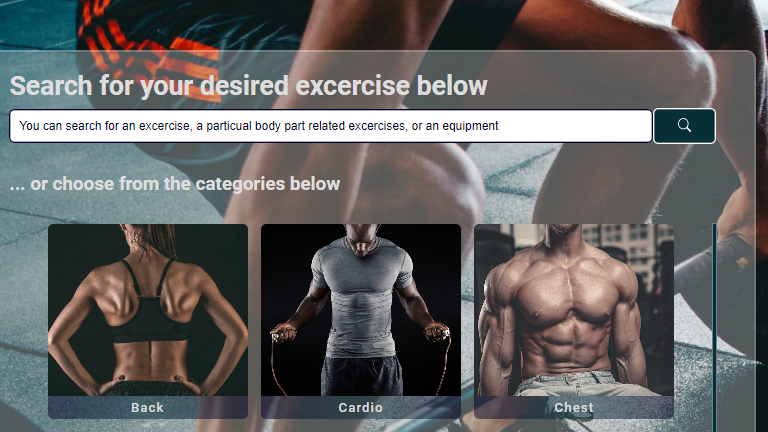 Search for your desired excercise below
You can search for an excercise, a particual body part related excercises, or an equipment
... or choose from the categories below
Back
Cardio
Chest